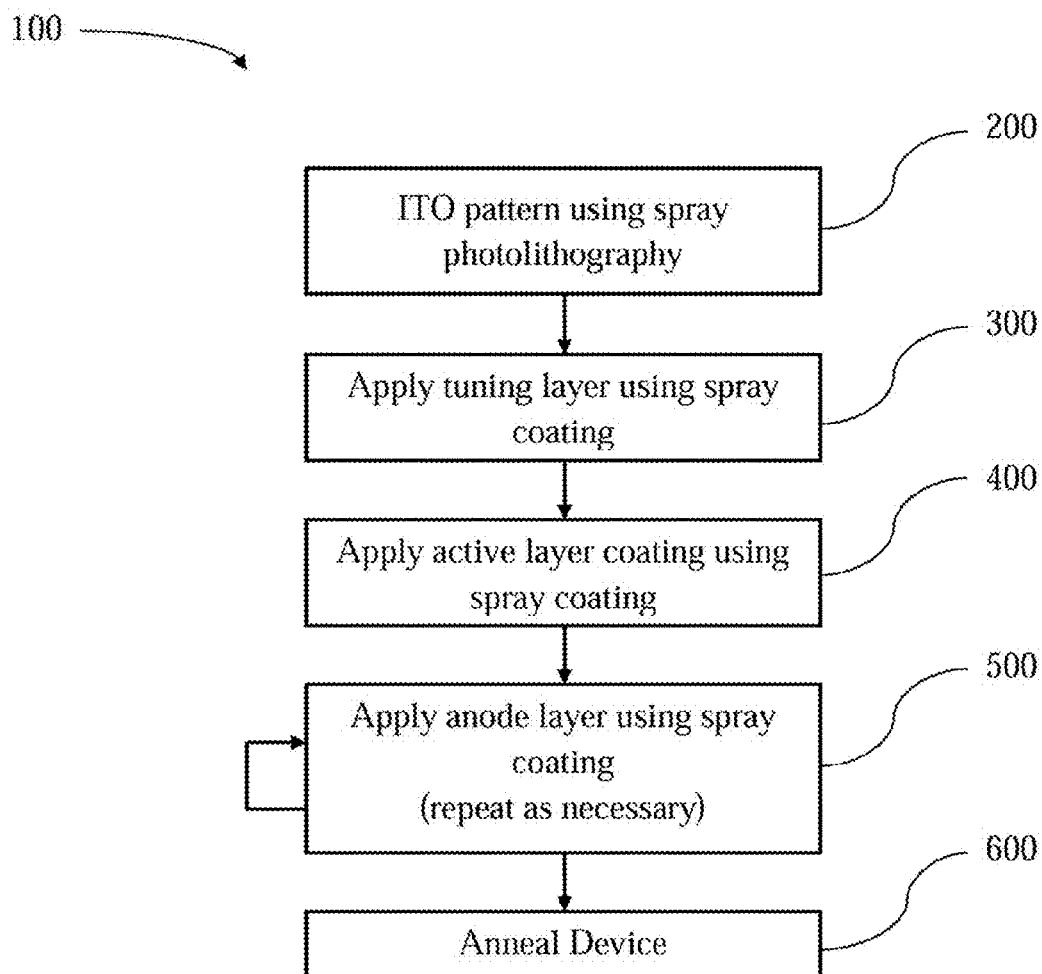 100
200
ITO pattern using spray
photolithography
300
Apply tuning layer using spray
coating
400
Apply active layer coating using
spray coating
500
Apply anode layer using spray
coating
(repeat as necessary)
600
Anneal Device